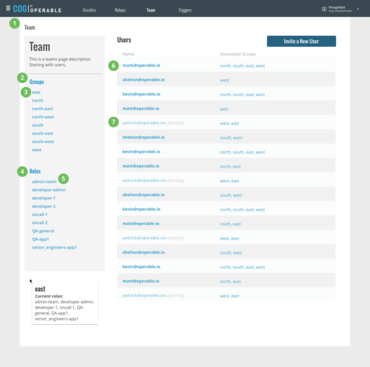 COG BY OPERABLE
Bundles
Relays
Team
Triggers
thoughtbot
1
Team
Team
This is a teams page description.
Starting with users.
2
Groups
3
east
north
north-east
north-west
south
south-east
south-west
west
4
Roles
admin-team
5
developer-admin
developer-1
developer-2
oncall-1
oncall-2
QA-general
QA-app1
senior_engineers-app1
east
Current roles:
admin-team, developer-admin,
developer-1, oncall-1, QA
general, QA-app1,
senior_engineers-app1
Users
Invite a New User
Name
Associated Groups
6
mark@operable.io
north, south, east, west
shelton@operable.io
west
kevin@operable.io
north, south, east, west
matt@operable.io
east
7
patrick@operable.io (pending)
west, east
shelton@operable.io
south, west
kevin@operable.io
north, south, east, west
matt@operable.io
north, east
patrick@operable.io (pending)
west, east
shelton@operable.io
south, west
kevin@operable.io
north, south, east, west
matt@operable.io
north, east
patrick@operable.io (pending)
west, east
shelton@operable.io
south, west
kevin@operable.io
north, south, east, west
matt@operable.io
north, east
patrick@operable.io (pending)
west, east